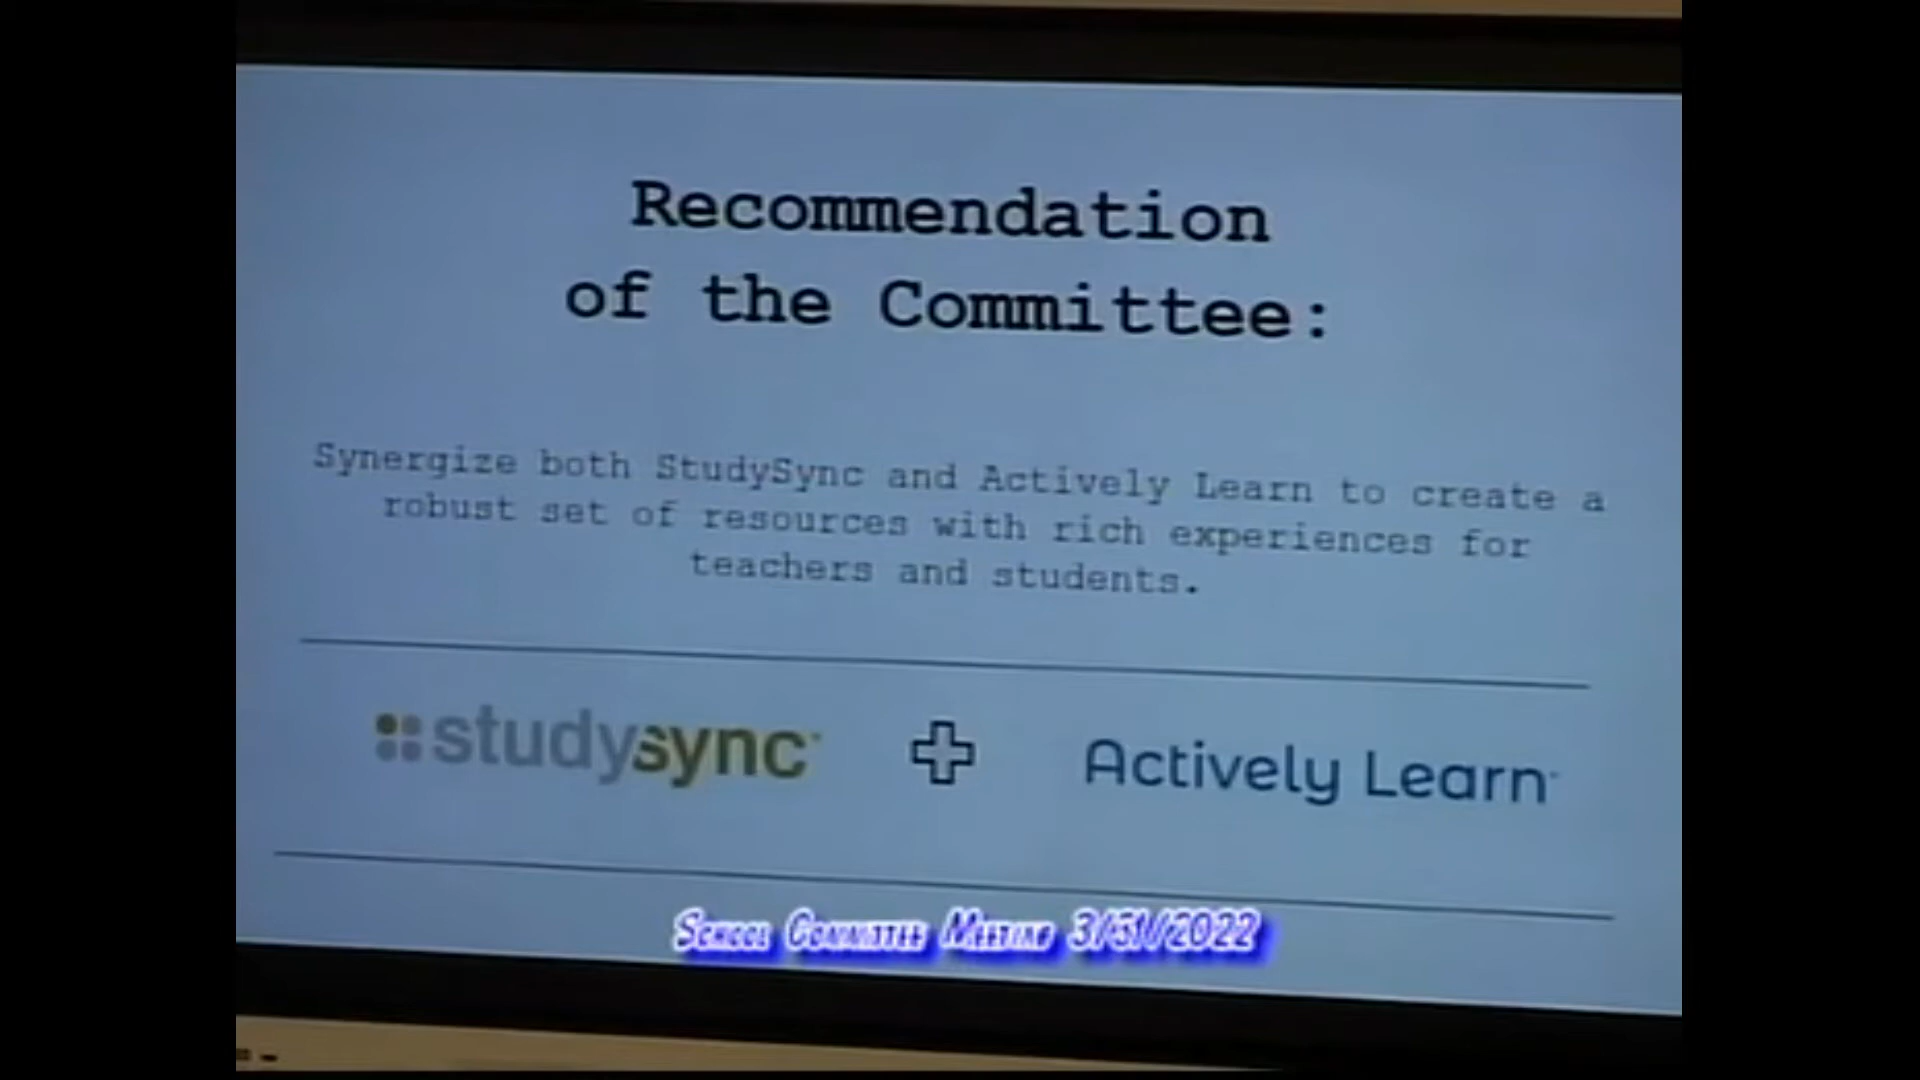 Recommendation
of the Committee:
Synergize both StudySync and Actively Learn to create a
robust set of resources with rich experiences for
teachers and students.
studysync
Actively Learn
School Committee Meeting 3/31/2022